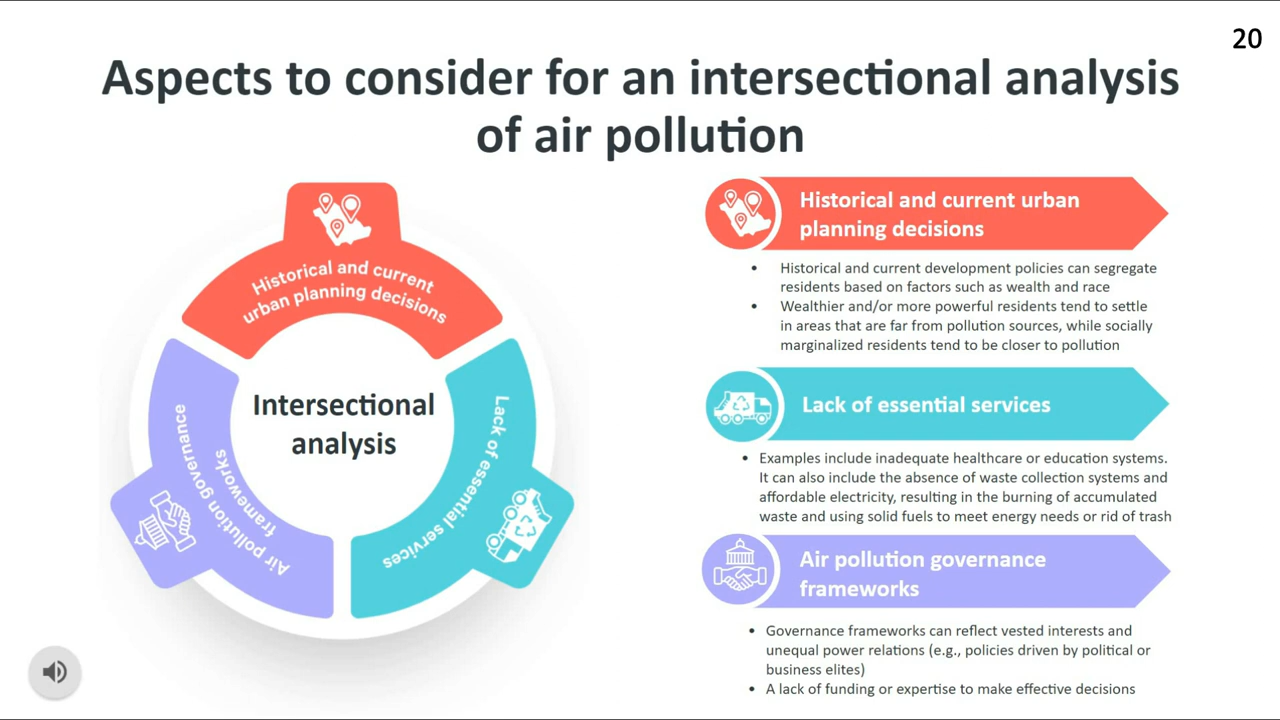 20
Aspects to consider for an intersectional analysis
of air pollution
Historical and current
urban planning decisions
Intersectional
analysis
Lack of essential services
Air pollution governance
frameworks
Historical and current urban
planning decisions
• Historical and current development policies can segregate
residents based on factors such as wealth and race
• Wealthier and/or more powerful residents tend to settle
in areas that are far from pollution sources, while socially
marginalized residents tend to be closer to pollution
Lack of essential services
• Examples include inadequate healthcare or education systems.
It can also include the absence of waste collection systems and
affordable electricity, resulting in the burning of accumulated
waste and using solid fuels to meet energy needs or rid of trash
Air pollution governance
frameworks
• Governance frameworks can reflect vested interests and
unequal power relations (e.g., policies driven by political or
business elites)
• A lack of funding or expertise to make effective decisions